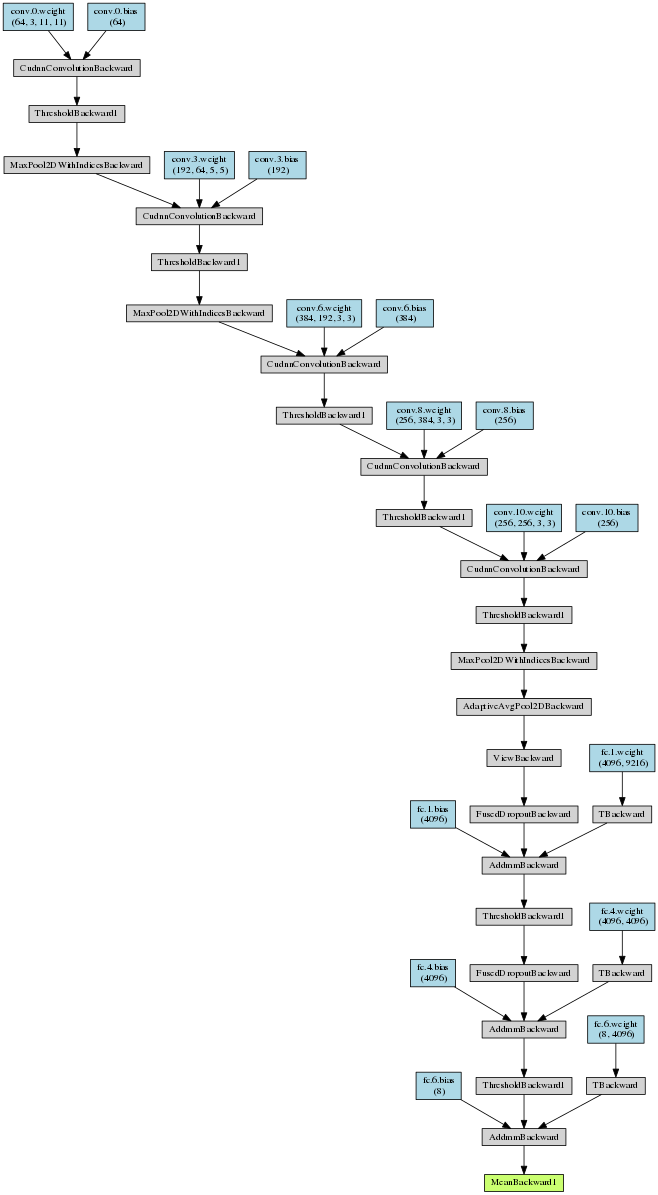 conv.0.weight
(64, 3, 11, 11)
conv.0.bias
(64)
CudnnConvolutionBackward
ThresholdBackward1
MaxPool2DWithIndicesBackward
conv.3.weight
(192, 64, 5, 5)
conv.3.bias
(192)
CudnnConvolutionBackward
ThresholdBackward1
MaxPool2DWithIndicesBackward
conv.6.weight
(384, 192, 3, 3)
conv.6.bias
(384)
CudnnConvolutionBackward
ThresholdBackward1
conv.8.weight
(256, 384, 3, 3)
conv.8.bias
(256)
CudnnConvolutionBackward
ThresholdBackward1
conv.10.weight
(256, 256, 3, 3)
conv.10.bias
(256)
CudnnConvolutionBackward
ThresholdBackward1
MaxPool2DWithIndicesBackward
AdaptiveAvgPool2DBackward
ViewBackward
fc.1.weight
(4096, 9216)
fc.1.bias
(4096)
FusedDropoutBackward
TBackward
AddmmBackward
ThresholdBackward1
fc.4.weight
(4096, 4096)
fc.4.bias
(4096)
FusedDropoutBackward
TBackward
AddmmBackward
fc.6.weight
(8, 4096)
fc.6.bias
(8)
ThresholdBackward1
TBackward
AddmmBackward
MeanBackward1